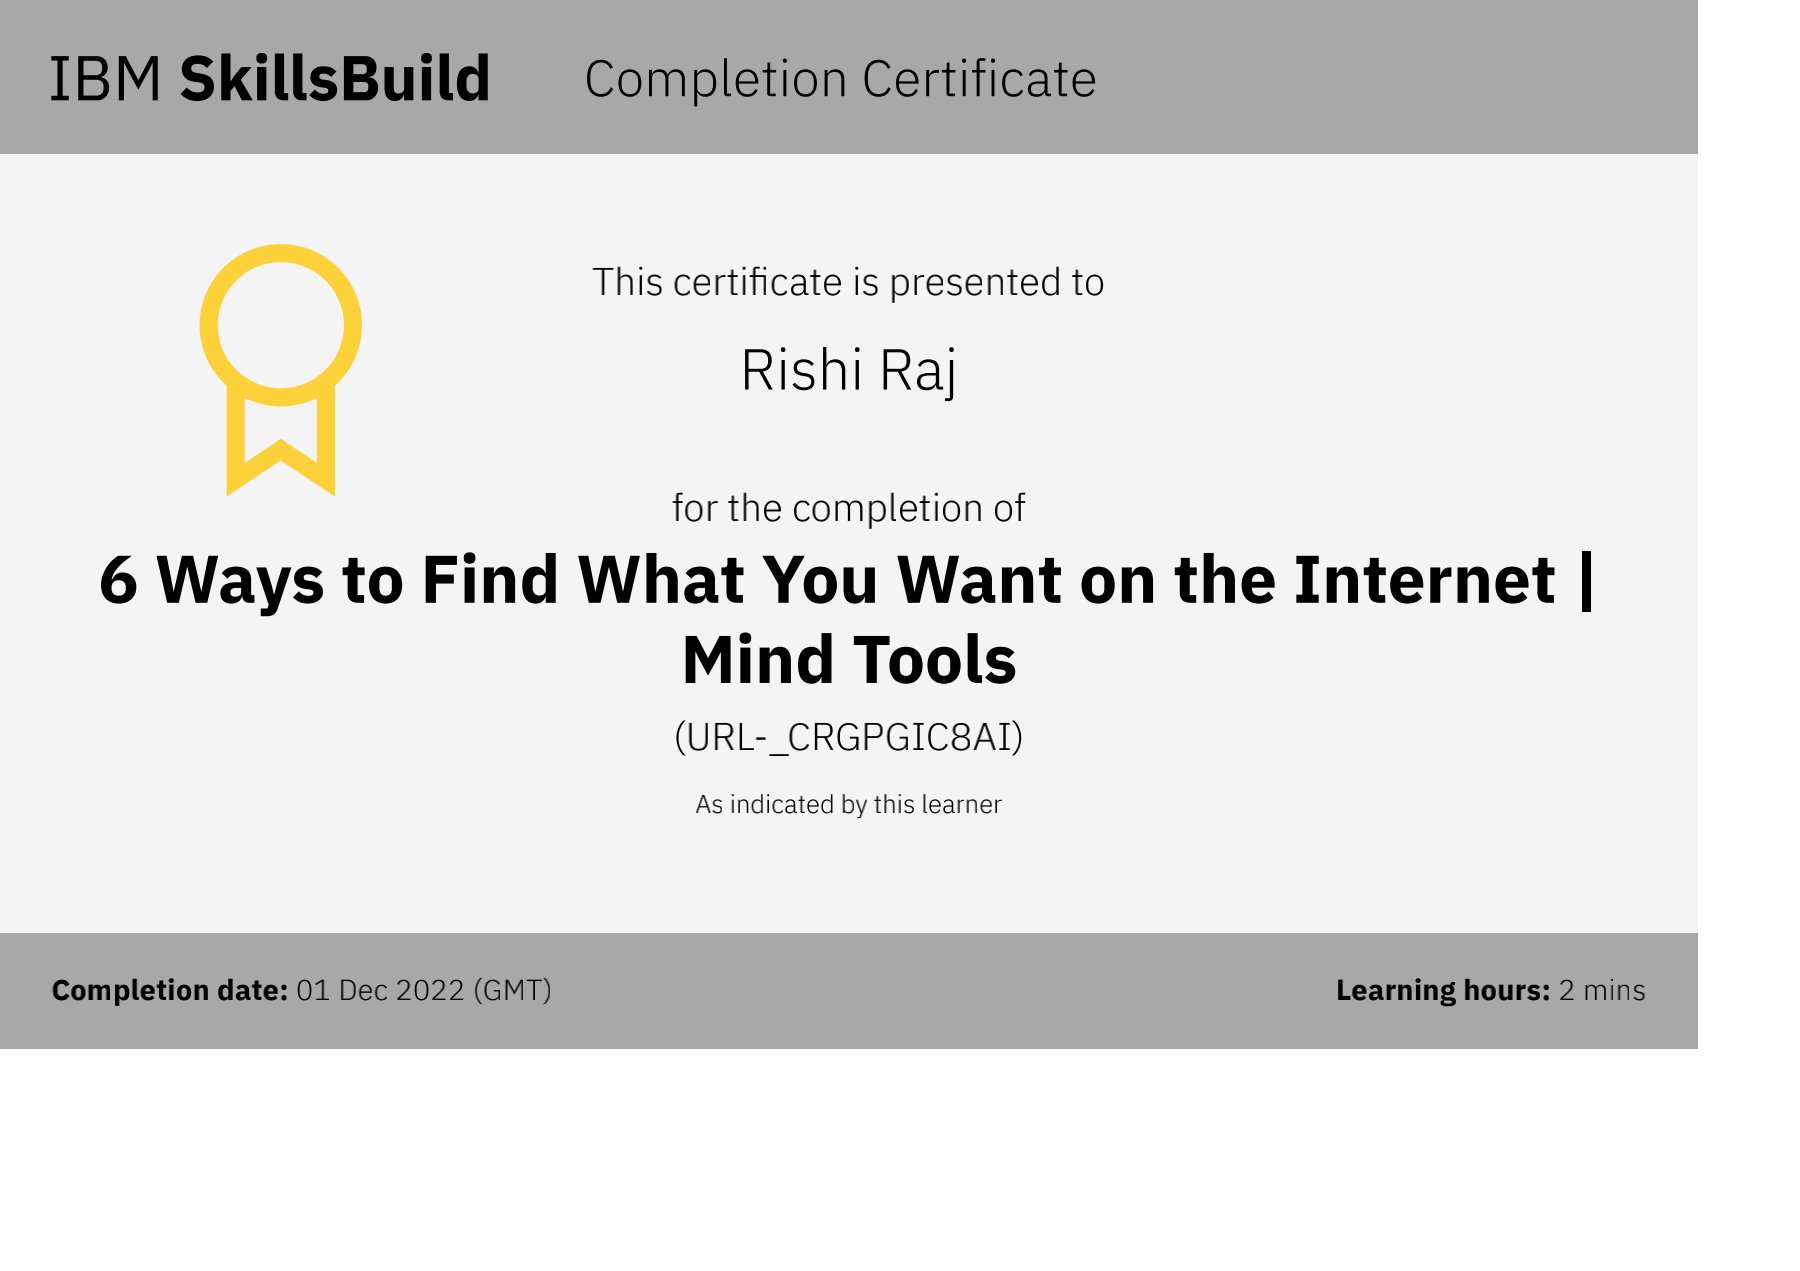 IBM SkillsBuild Completion Certificate
This certificate is presented to
Rishi Raj
for the completion of
6 Ways to Find What You Want on the Internet |
Mind Tools
(URL-_CRGPGIC8AI)
As indicated by this learner
Completion date: 01 Dec 2022 (GMT)
Learning hours: 2 mins